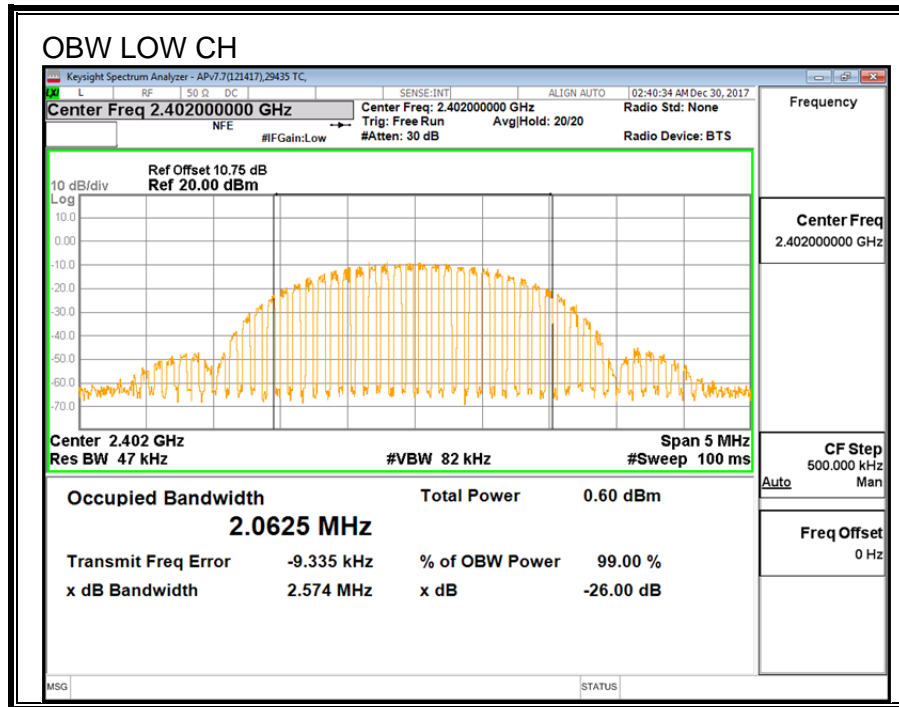 OBW LOW CH
Keysight Spectrum Analyzer - APv7.7(121417),29435 TC,
LXI L RF 50 Ω DC SENSE:INT ALIGN AUTO 02:40:34 AM Dec 30, 2017
Center Freq 2.402000000 GHz
NFE
#IFGain:Low
Center Freq: 2.402000000 GHz
Trig: Free Run Avg|Hold: 20/20
#Atten: 30 dB
Radio Std: None
Radio Device: BTS
Ref Offset 10.75 dB
10 dB/div Ref 20.00 dBm
Log
10.0
0.00
-10.0
-20.0
-30.0
-40.0
-50.0
-60.0
-70.0
Center 2.402 GHz Span 5 MHz
Res BW 47 kHz #VBW 82 kHz #Sweep 100 ms
Occupied Bandwidth Total Power 0.60 dBm
2.0625 MHz
Transmit Freq Error -9.335 kHz % of OBW Power 99.00 %
x dB Bandwidth 2.574 MHz x dB -26.00 dB
MSG STATUS
Frequency
Center Freq
2.402000000 GHz
CF Step
500.000 kHz
Auto Man
Freq Offset
0 Hz